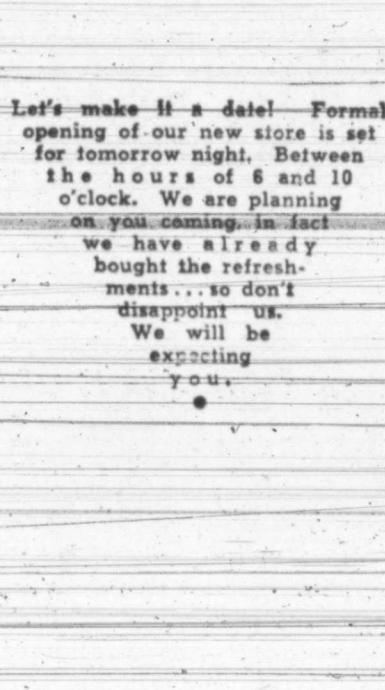 Let's make it a date! Formal
opening of our new store is set
for tomorrow night. Between
the hours of 6 and 10
o'clock. We are planning
on you coming, in fact
we have already
bought the refresh-
ments...so don't
disappoint us.
We will be
expecting
you.